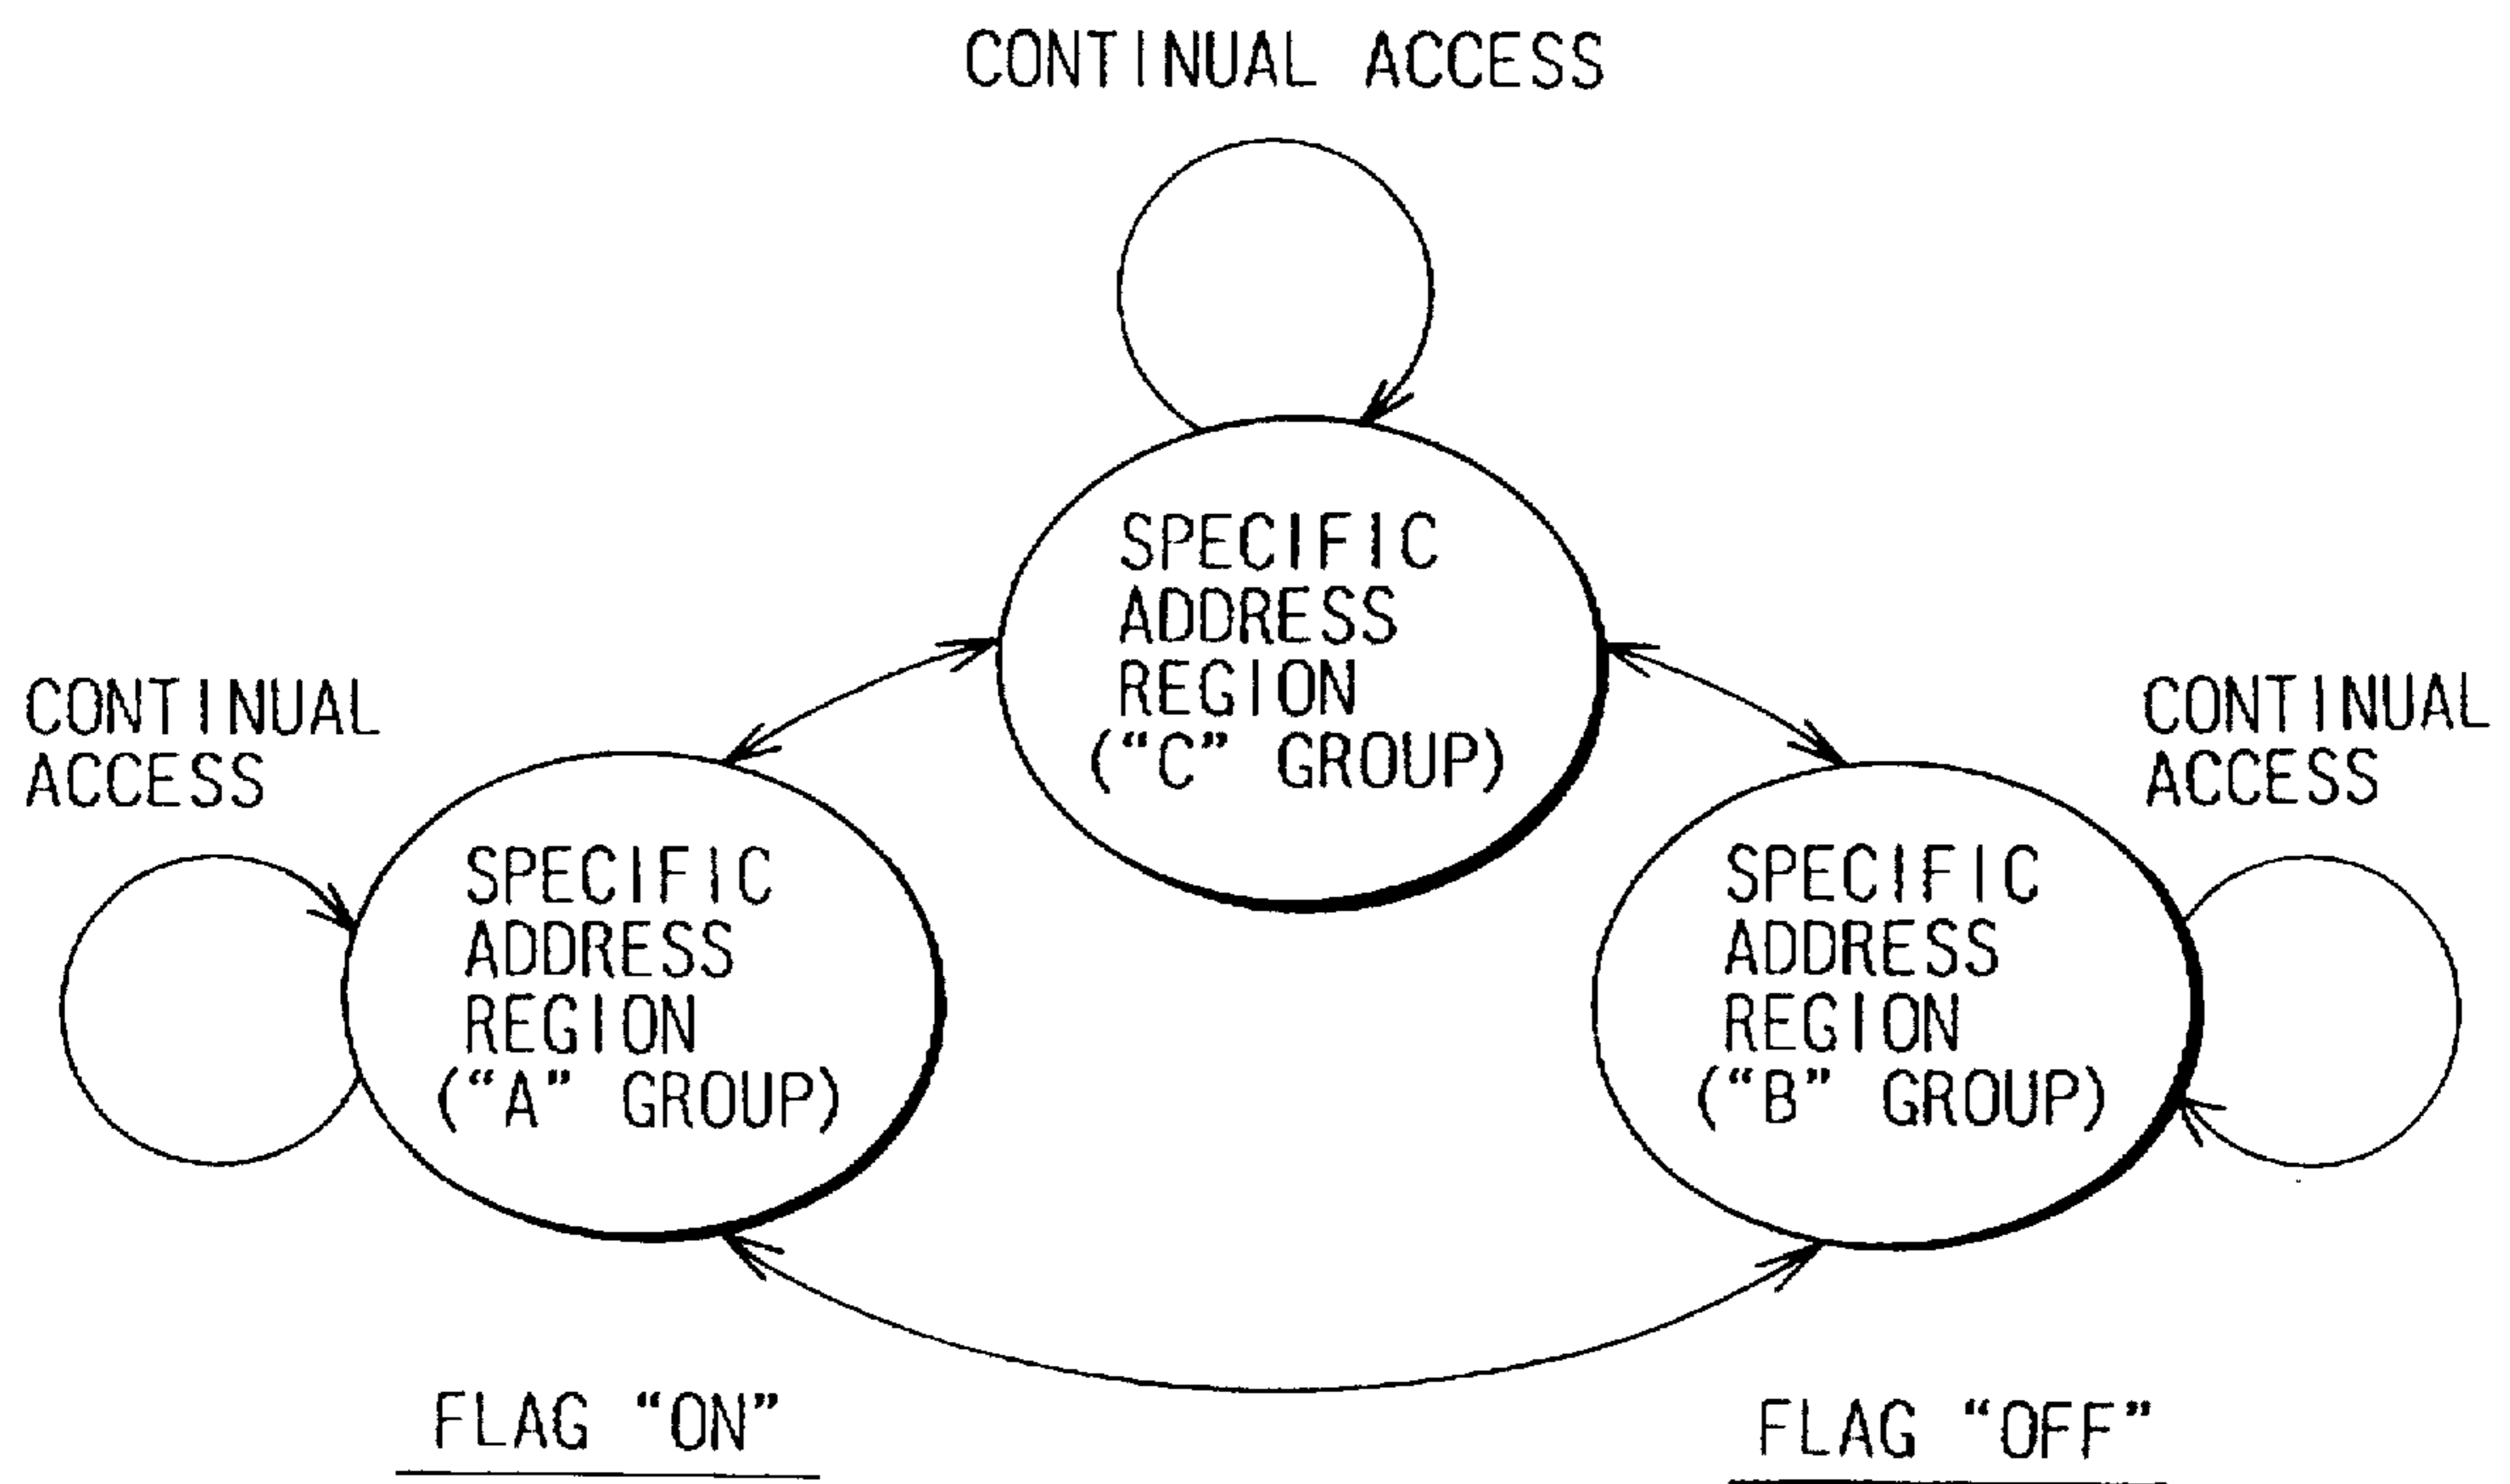 CONTINUAL ACCESS
SPECIFIC
ADDRESS
REGION
(“C” GROUP)
CONTINUAL
ACCESS
CONTINUAL
ACCESS
SPECIFIC
ADDRESS
REGION
(“A” GROUP)
SPECIFIC
ADDRESS
REGION
(“B” GROUP)
FLAG “ON”
FLAG “OFF”